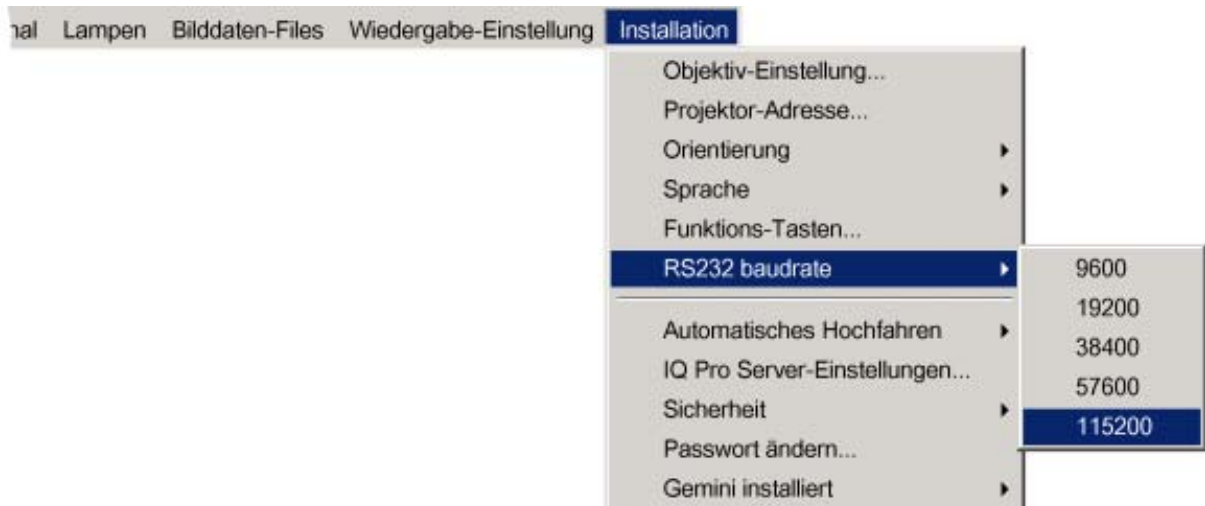 nal Lampen Bilddaten-Files Wiedergabe-Einstellung Installation
Objektiv-Einstellung...
Projektor-Adresse...
Orientierung
Sprache
Funktions-Tasten...
RS232 baudrate
9600
19200
38400
57600
115200
Automatisches Hochfahren
IQ Pro Server-Einstellungen...
Sicherheit
Passwort ändern...
Gemini installiert